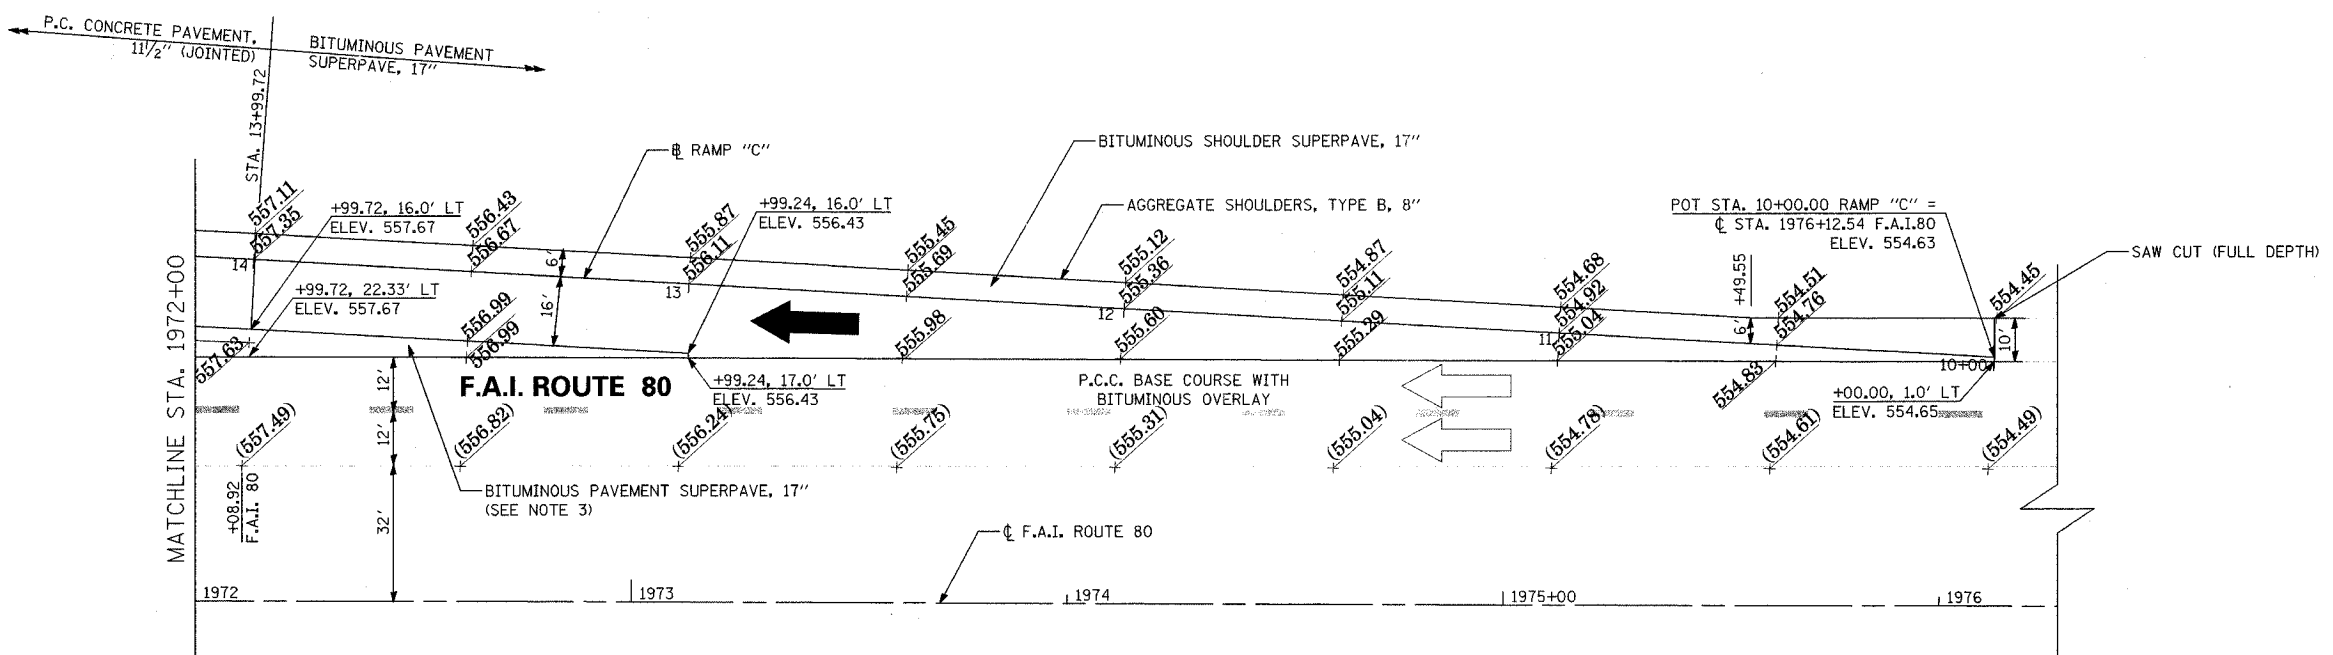 P.C. CONCRETE PAVEMENT,
11 1/2" (JOINTED)
BITUMINOUS PAVEMENT
SUPERPAVE, 17"
STA. 13+99.72
℄ RAMP "C"
BITUMINOUS SHOULDER SUPERPAVE, 17"
AGGREGATE SHOULDERS, TYPE B, 8"
POT STA. 10+00.00 RAMP "C" =
℄ STA. 1976+12.54 F.A.I.80
ELEV. 554.63
SAW CUT (FULL DEPTH)
+99.72, 16.0' LT
ELEV. 557.67
+99.24, 16.0' LT
ELEV. 556.43
557.11
557.35
556.43
556.67
555.87
556.11
555.45
555.69
555.12
555.36
554.87
555.11
554.68
554.92
+49.55
554.51
554.76
554.45
14
13
12
11
10+00
6'
16'
6'
10'
+99.72, 22.33' LT
ELEV. 557.67
557.63
556.99
556.99
555.98
555.60
555.29
555.04
554.83
MATCHLINE STA. 1972+00
F.A.I. ROUTE 80
+99.24, 17.0' LT
ELEV. 556.43
P.C.C. BASE COURSE WITH
BITUMINOUS OVERLAY
+00.00, 1.0' LT
ELEV. 554.65
12'
12'
32'
(557.49)
(556.82)
(556.24)
(555.75)
(555.31)
(555.04)
(554.78)
(554.61)
(554.49)
+08.92
F.A.I. 80
BITUMINOUS PAVEMENT SUPERPAVE, 17"
(SEE NOTE 3)
℄ F.A.I. ROUTE 80
1972
1973
1974
1975+00
1976